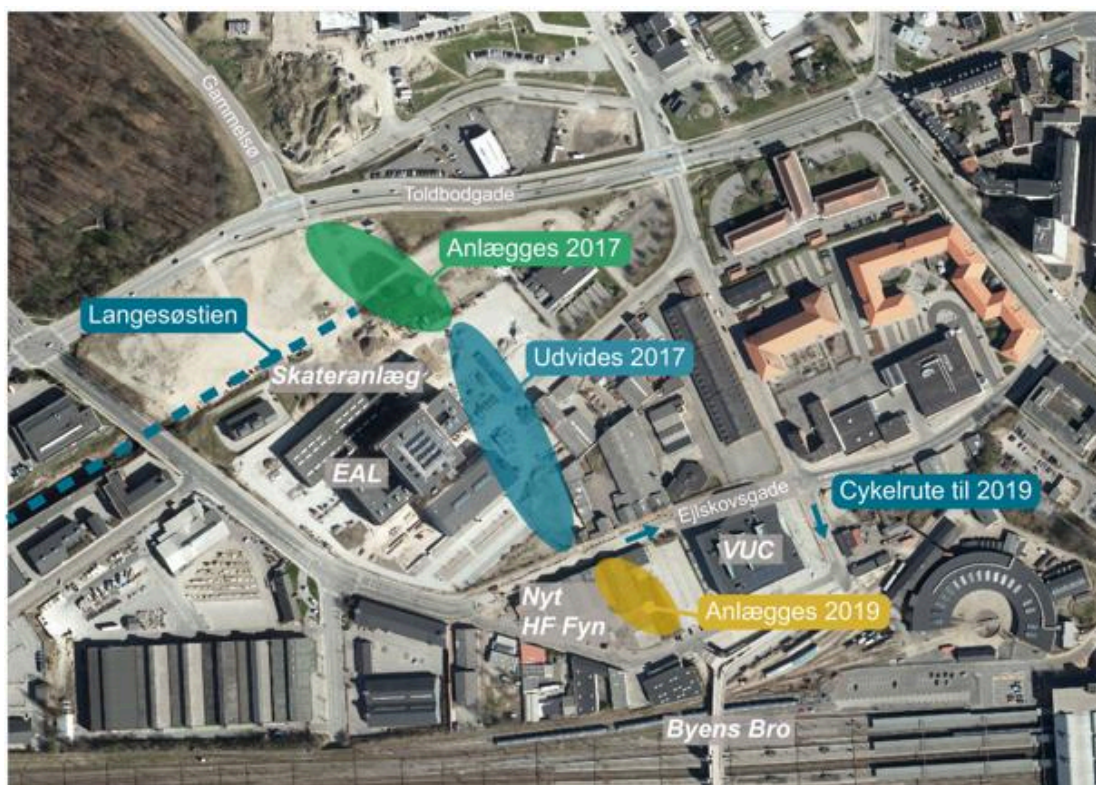 Gammelsø
Toldbodgade
Anlægges 2017
Langesøstien
Udvides 2017
Skateranlæg
EAL
Cykelrute til 2019
Ejlskovsgade
VUC
Nyt
HF Fyn
Anlægges 2019
Byens Bro